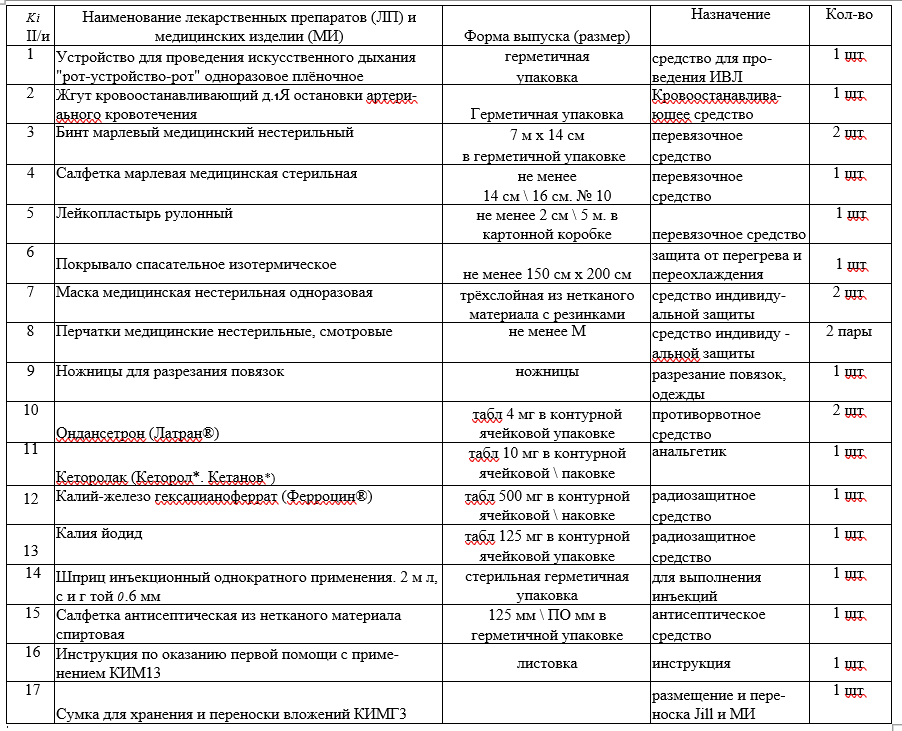 Ki
II/и
Наименование лекарственных препаратов (ЛП) и
медицинских изделии (МИ)
Форма выпуска (размер)
Назначение
Кол-во
1
Устройство для проведения искусственного дыхания
"рот-устройство-рот" одноразовое плёночное
герметичная
упаковка
средство для про-
ведения ИВЛ
1 шт.
2
Жгут кровоостанавливающий д.1Я остановки артери-
аьного кровотечения
Герметичная упаковка
Кровоостанавлива-
ющее средство
1 шт.
3
Бинт марлевый медицинский нестерильный
7 м х 14 см
в герметичной упаковке
перевязочное
средство
2 шт.
4
Салфетка марлевая медицинская стерильная
не менее
14 см \ 16 см. № 10
перевязочное
средство
1 шт.
5
Лейкопластырь рулонный
не менее 2 см \ 5 м. в
картонной коробке
перевязочное средство
1 шт
6
Покрывало спасательное изотермическое
не менее 150 см х 200 см
защита от перегрева и
переохлаждения
1 шт
7
Маска медицинская нестерильная одноразовая
трёхслойная из нетканого
материала с резинками
средство индивиду-
альной защиты
2 шт.
8
Перчатки медицинские нестерильные, смотровые
не менее М
средство индивиду -
альной защиты
2 пары
9
Ножницы для разрезания повязок
ножницы
разрезание повязок,
одежды
1 шт.
10
Ондансетрон (Латран®)
табл 4 мг в контурной
ячейковой упаковке
противорвотное
средство
2 шт.
11
Кеторолак (Кеторол*. Кетанов*)
табл 10 мг в контурной
ячейковой \ паковке
анальгетик
1 шт.
12
Калий-железо гексацианоферрат (Ферроцин®)
табл 500 мг в контурной
ячейковой \ наковке
радиозащитное
средство
1 шт.
13
Калия йодид
табл 125 мг в контурной
ячейковой упаковке
радиозащитное
средство
1 шт.
14
Шприц инъекционный однократного применения. 2 м л,
с и г той 0.6 мм
стерильная герметичная
упаковка
для выполнения
инъекций
1 шт.
15
Салфетка антисептическая из нетканого материала
спиртовая
125 мм \ ПО мм в
герметичной упаковке
антисептическое
средство
1 шт.
16
Инструкция по оказанию первой помощи с приме-
нением КИМ13
листовка
инструкция
1 шт.
17
Сумка для хранения и переноски вложений КИМГЗ
размещение и пере-
носка Jill и МИ
1 шт.